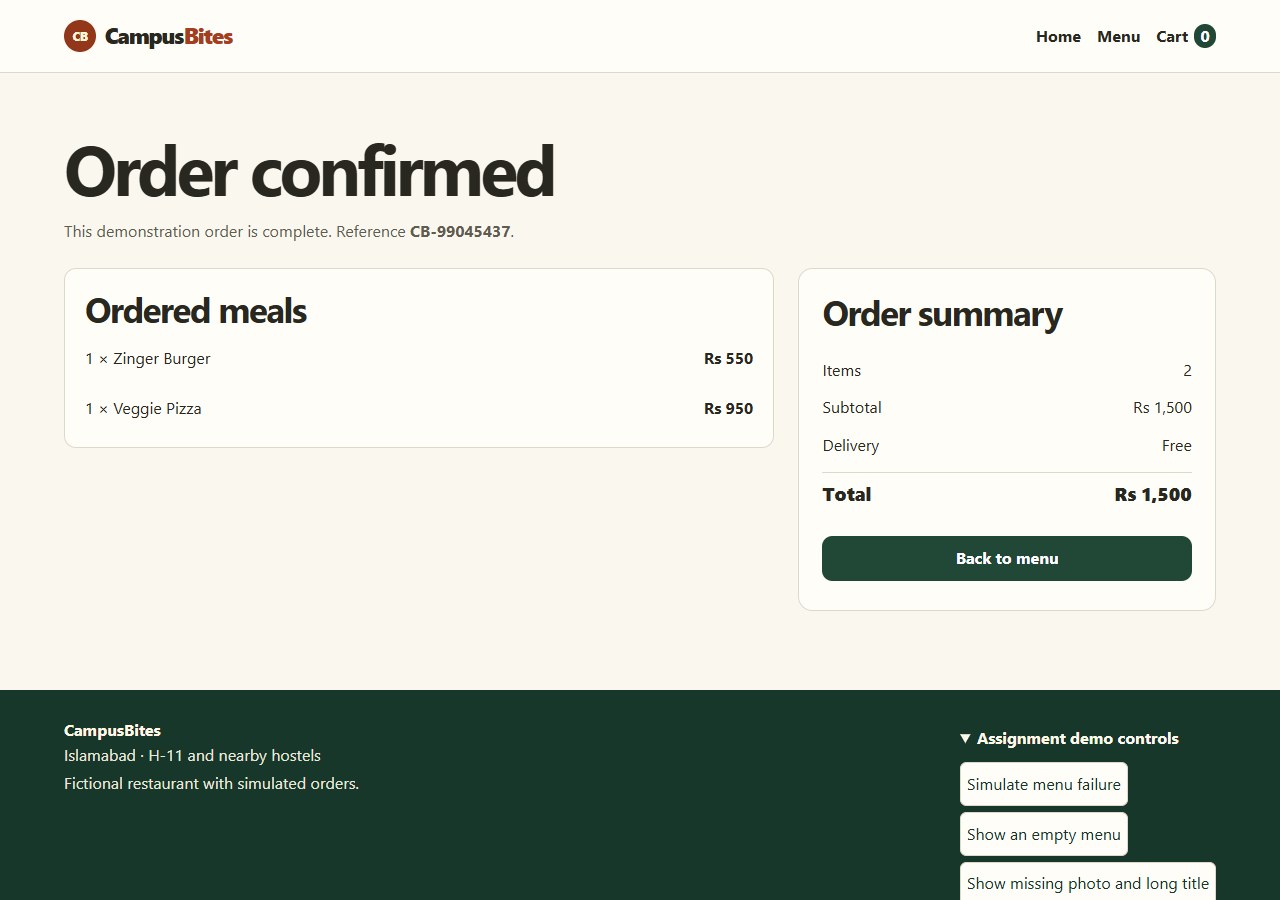 CB CampusBites
Home Menu Cart 0
Order confirmed
This demonstration order is complete. Reference CB-99045437.
Ordered meals
1 × Zinger Burger Rs 550
1 × Veggie Pizza Rs 950
Order summary
Items 2
Subtotal Rs 1,500
Delivery Free
Total Rs 1,500
Back to menu
CampusBites
Islamabad · H-11 and nearby hostels
Fictional restaurant with simulated orders.
▼ Assignment demo controls
Simulate menu failure
Show an empty menu
Show missing photo and long title